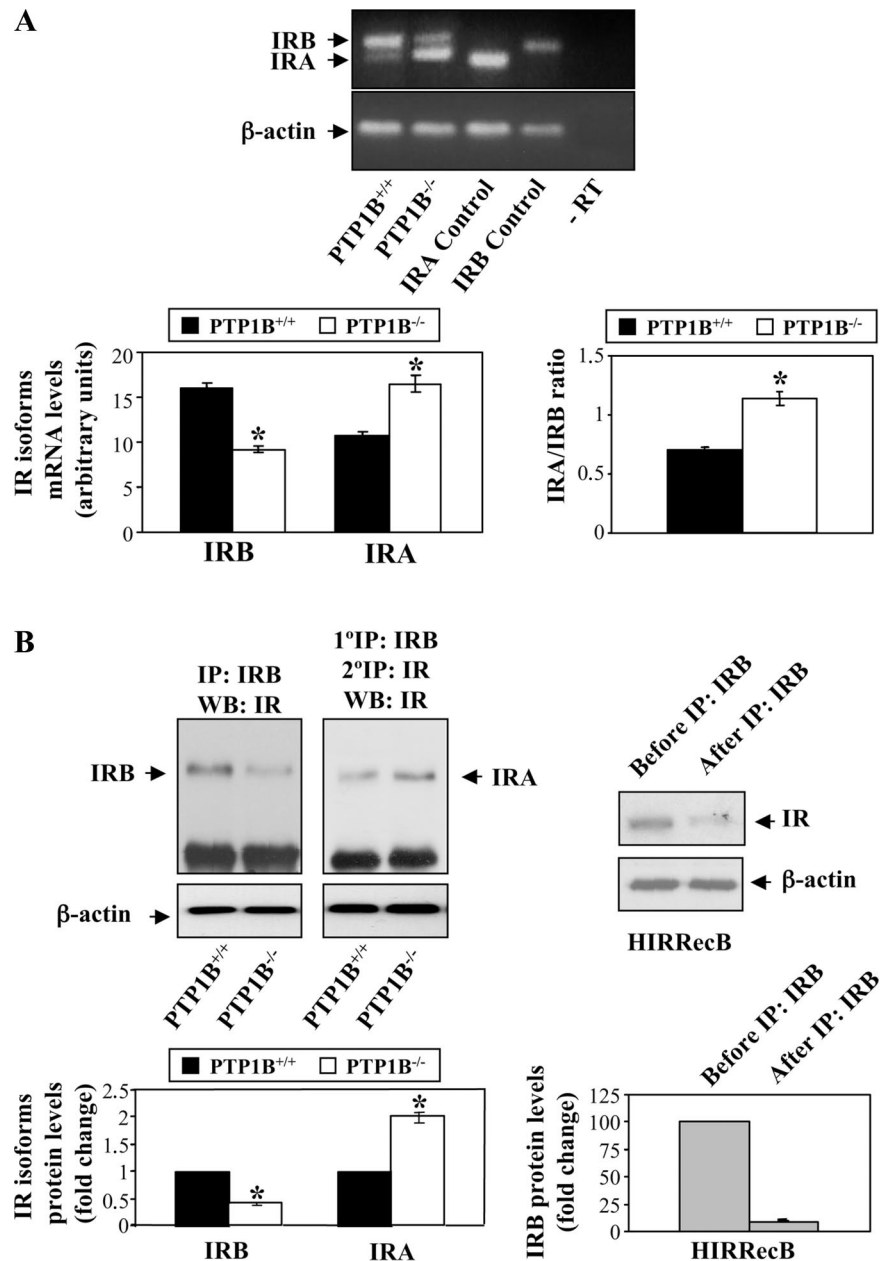 A
IRB
IRA
β-actin
PTP1B+/+
PTP1B-/-
IRA Control
IRB Control
- RT
PTP1B+/+ PTP1B-/-
IR isoforms
mRNA levels
(arbitrary units)
20
15
10
5
0
*
*
IRB IRA
PTP1B+/+ PTP1B-/-
IRA/IRB ratio
1.5
1
0.5
0
*
B
IP: IRB
WB: IR
1ºIP: IRB
2ºIP: IR
WB: IR
IRB
IRA
β-actin
PTP1B+/+
PTP1B-/-
PTP1B+/+
PTP1B-/-
Before IP: IRB
After IP: IRB
IR
β-actin
HIRRecB
PTP1B+/+ PTP1B-/-
IR isoforms
protein levels
(fold change)
2.5
2
1
0.5
0
*
*
IRB IRA
Before IP: IRB
After IP: IRB
IRB protein levels
(fold change)
125
100
75
50
25
0
HIRRecB